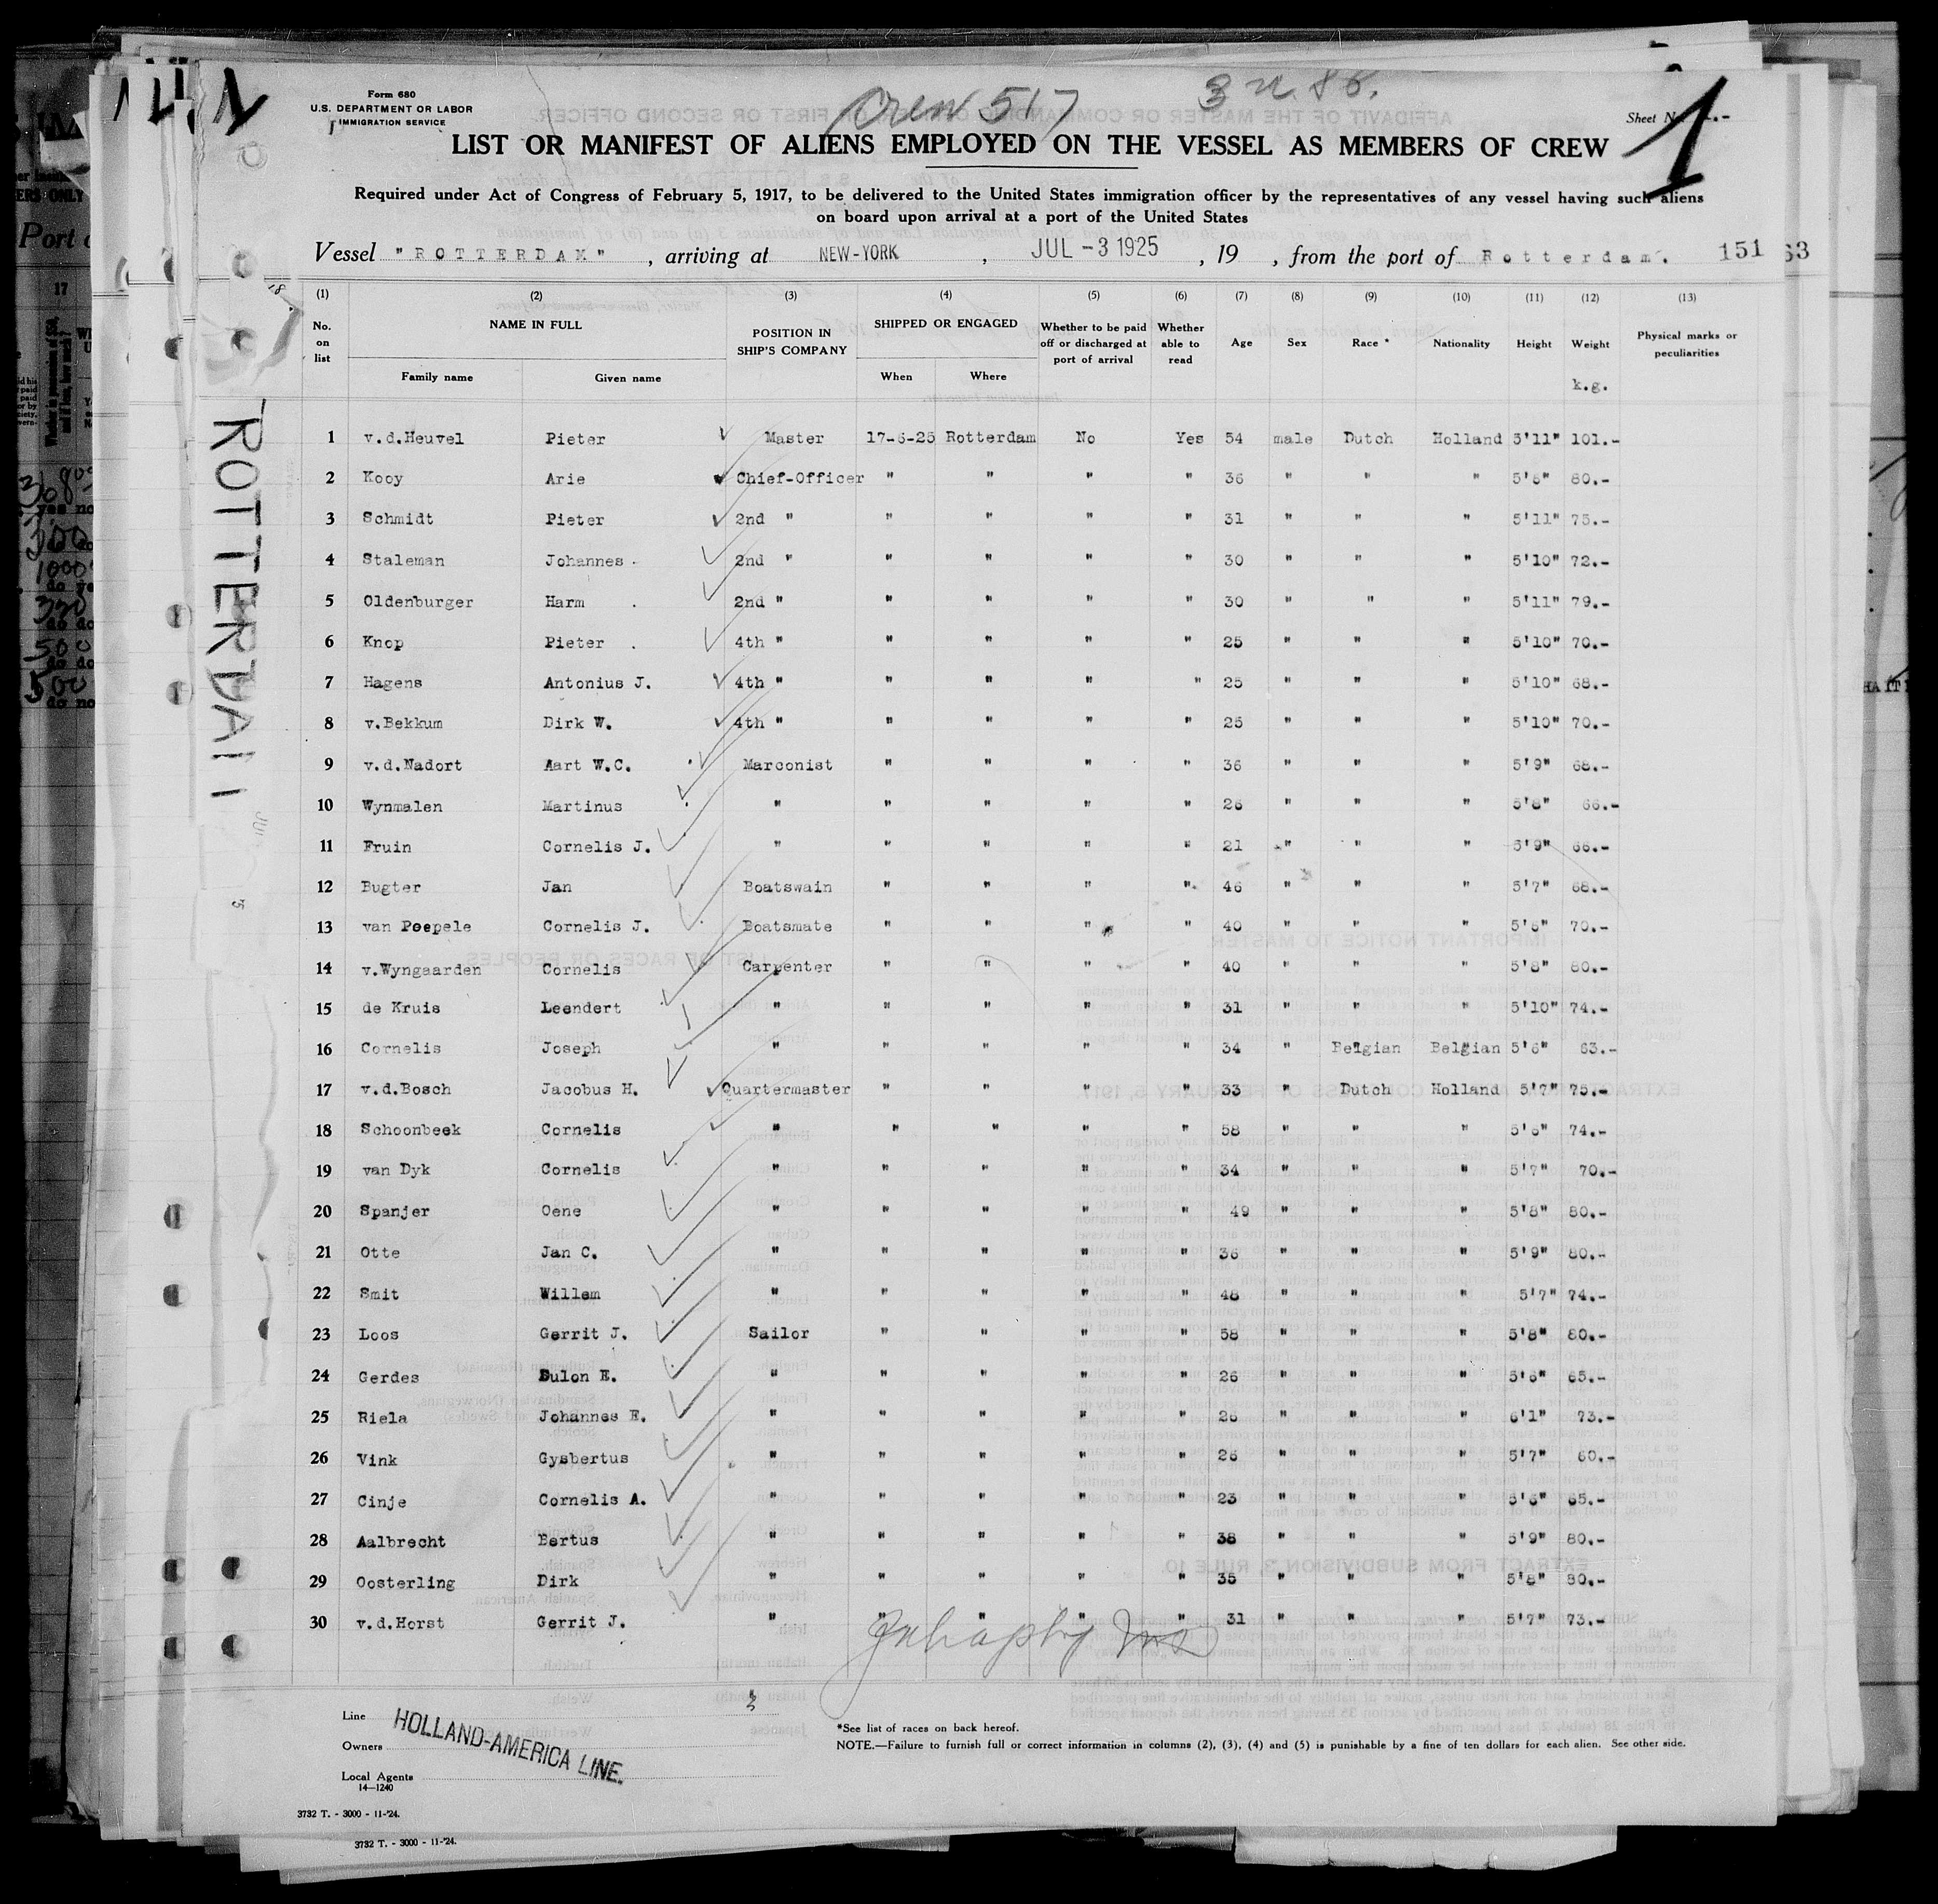 Form 680
U.S. DEPARTMENT OR LABOR
IMMIGRATION SERVICE
Crew 517
Sheet No. 1.-
1
LIST OR MANIFEST OF ALIENS EMPLOYED ON THE VESSEL AS MEMBERS OF CREW
Required under Act of Congress of February 5, 1917, to be delivered to the United States immigration officer by the representatives of any vessel having such aliens
on board upon arrival at a port of the United States
Vessel "ROTTERDAM", arriving at NEW-YORK, JUL -3 1925, 19 , from the port of Rotterdam. 151 63
(1) (2) (3) (4) (5) (6) (7) (8) (9) (10) (11) (12) (13)
No. on list NAME IN FULL Family name Given name POSITION IN SHIP'S COMPANY SHIPPED OR ENGAGED When Where Whether to be paid off or discharged at port of arrival Whether able to read Age Sex Race * Nationality Height Weight k.g. Physical marks or peculiarities
1 v.d.Heuvel Pieter Master 17-6-25 Rotterdam No Yes 54 male Dutch Holland 5'11" 101.-
2 Kooy Arie Chief-Officer " " " " 36 " " " 5'8" 80.-
3 Schmidt Pieter 2nd " " " " " 31 " " " 5'11" 75.-
4 Staleman Johannes 2nd " " " " " 30 " " " 5'10" 72.-
5 Oldenburger Harm 2nd " " " " " 30 " " " 5'11" 79.-
6 Knop Pieter 4th " " " " " 25 " " " 5'10" 70.-
7 Hagens Antonius J. 4th " " " " " 25 " " " 5'10" 68.-
8 v.Bekkum Dirk W. 4th " " " " " 25 " " " 5'10" 70.-
9 v.d.Nadort Aart W.C. Marconist " " " " 36 " " " 5'9" 68.-
10 Wynmalen Martinus " " " " " 26 " " " 5'8" 66.-
11 Fruin Cornelis J. " " " " " 21 " " " 5'9" 66.-
12 Bugter Jan Boatswain " " " " 46 " " " 5'7" 68.-
13 van Poepele Cornelis J. Boatsmate " " " " 40 " " " 5'6" 70.-
14 v.Wyngaarden Cornelis Carpenter " " " " 40 " " " 5'8" 80.-
15 de Kruis Leendert " " " " " 31 " " " 5'10" 74.-
16 Cornelis Joseph " " " " " 34 " Belgian Belgian 5'6" 63.-
17 v.d.Bosch Jacobus H. Quartermaster " " " " 33 " Dutch Holland 5'7" 75.-
18 Schoonbeek Cornelis " " " " " 58 " " " 5'6" 74.-
19 van Dyk Cornelis " " " " " 34 " " " 5'7" 70.-
20 Spanjer Oene " " " " " 49 " " " 5'8" 80.-
21 Otte Jan C. " " " " " 36 " " " 5'9" 80.-
22 Smit Willem " " " " " 48 " " " 5'7" 74.-
23 Loos Gerrit J. Sailor " " " " 58 " " " 5'8" 80.-
24 Gerdes Eulon E. " " " " " 26 " " " 5'6" 65.-
25 Riela Johannes E. " " " " " 26 " " " 6'1" 73.-
26 Vink Gysbertus " " " " " 26 " " " 5'7" 60.-
27 Cinje Cornelis A. " " " " " 23 " " " 5'6" 65.-
28 Aalbrecht Bertus " " " " " 38 " " " 5'9" 80.-
29 Oosterling Dirk " " " " " 35 " " " 5'8" 80.-
30 v.d.Horst Gerrit J. " " " " " 31 " " " 5'7" 73.-
Line
Owners
HOLLAND-AMERICA LINE.
Local Agents
14—1240
*See list of races on back hereof.
NOTE.—Failure to furnish full or correct information in columns (2), (3), (4) and (5) is punishable by a fine of ten dollars for each alien. See other side.
3732 T. - 3000 - 11-'24.
3732 T. - 3000 - 11-'24.